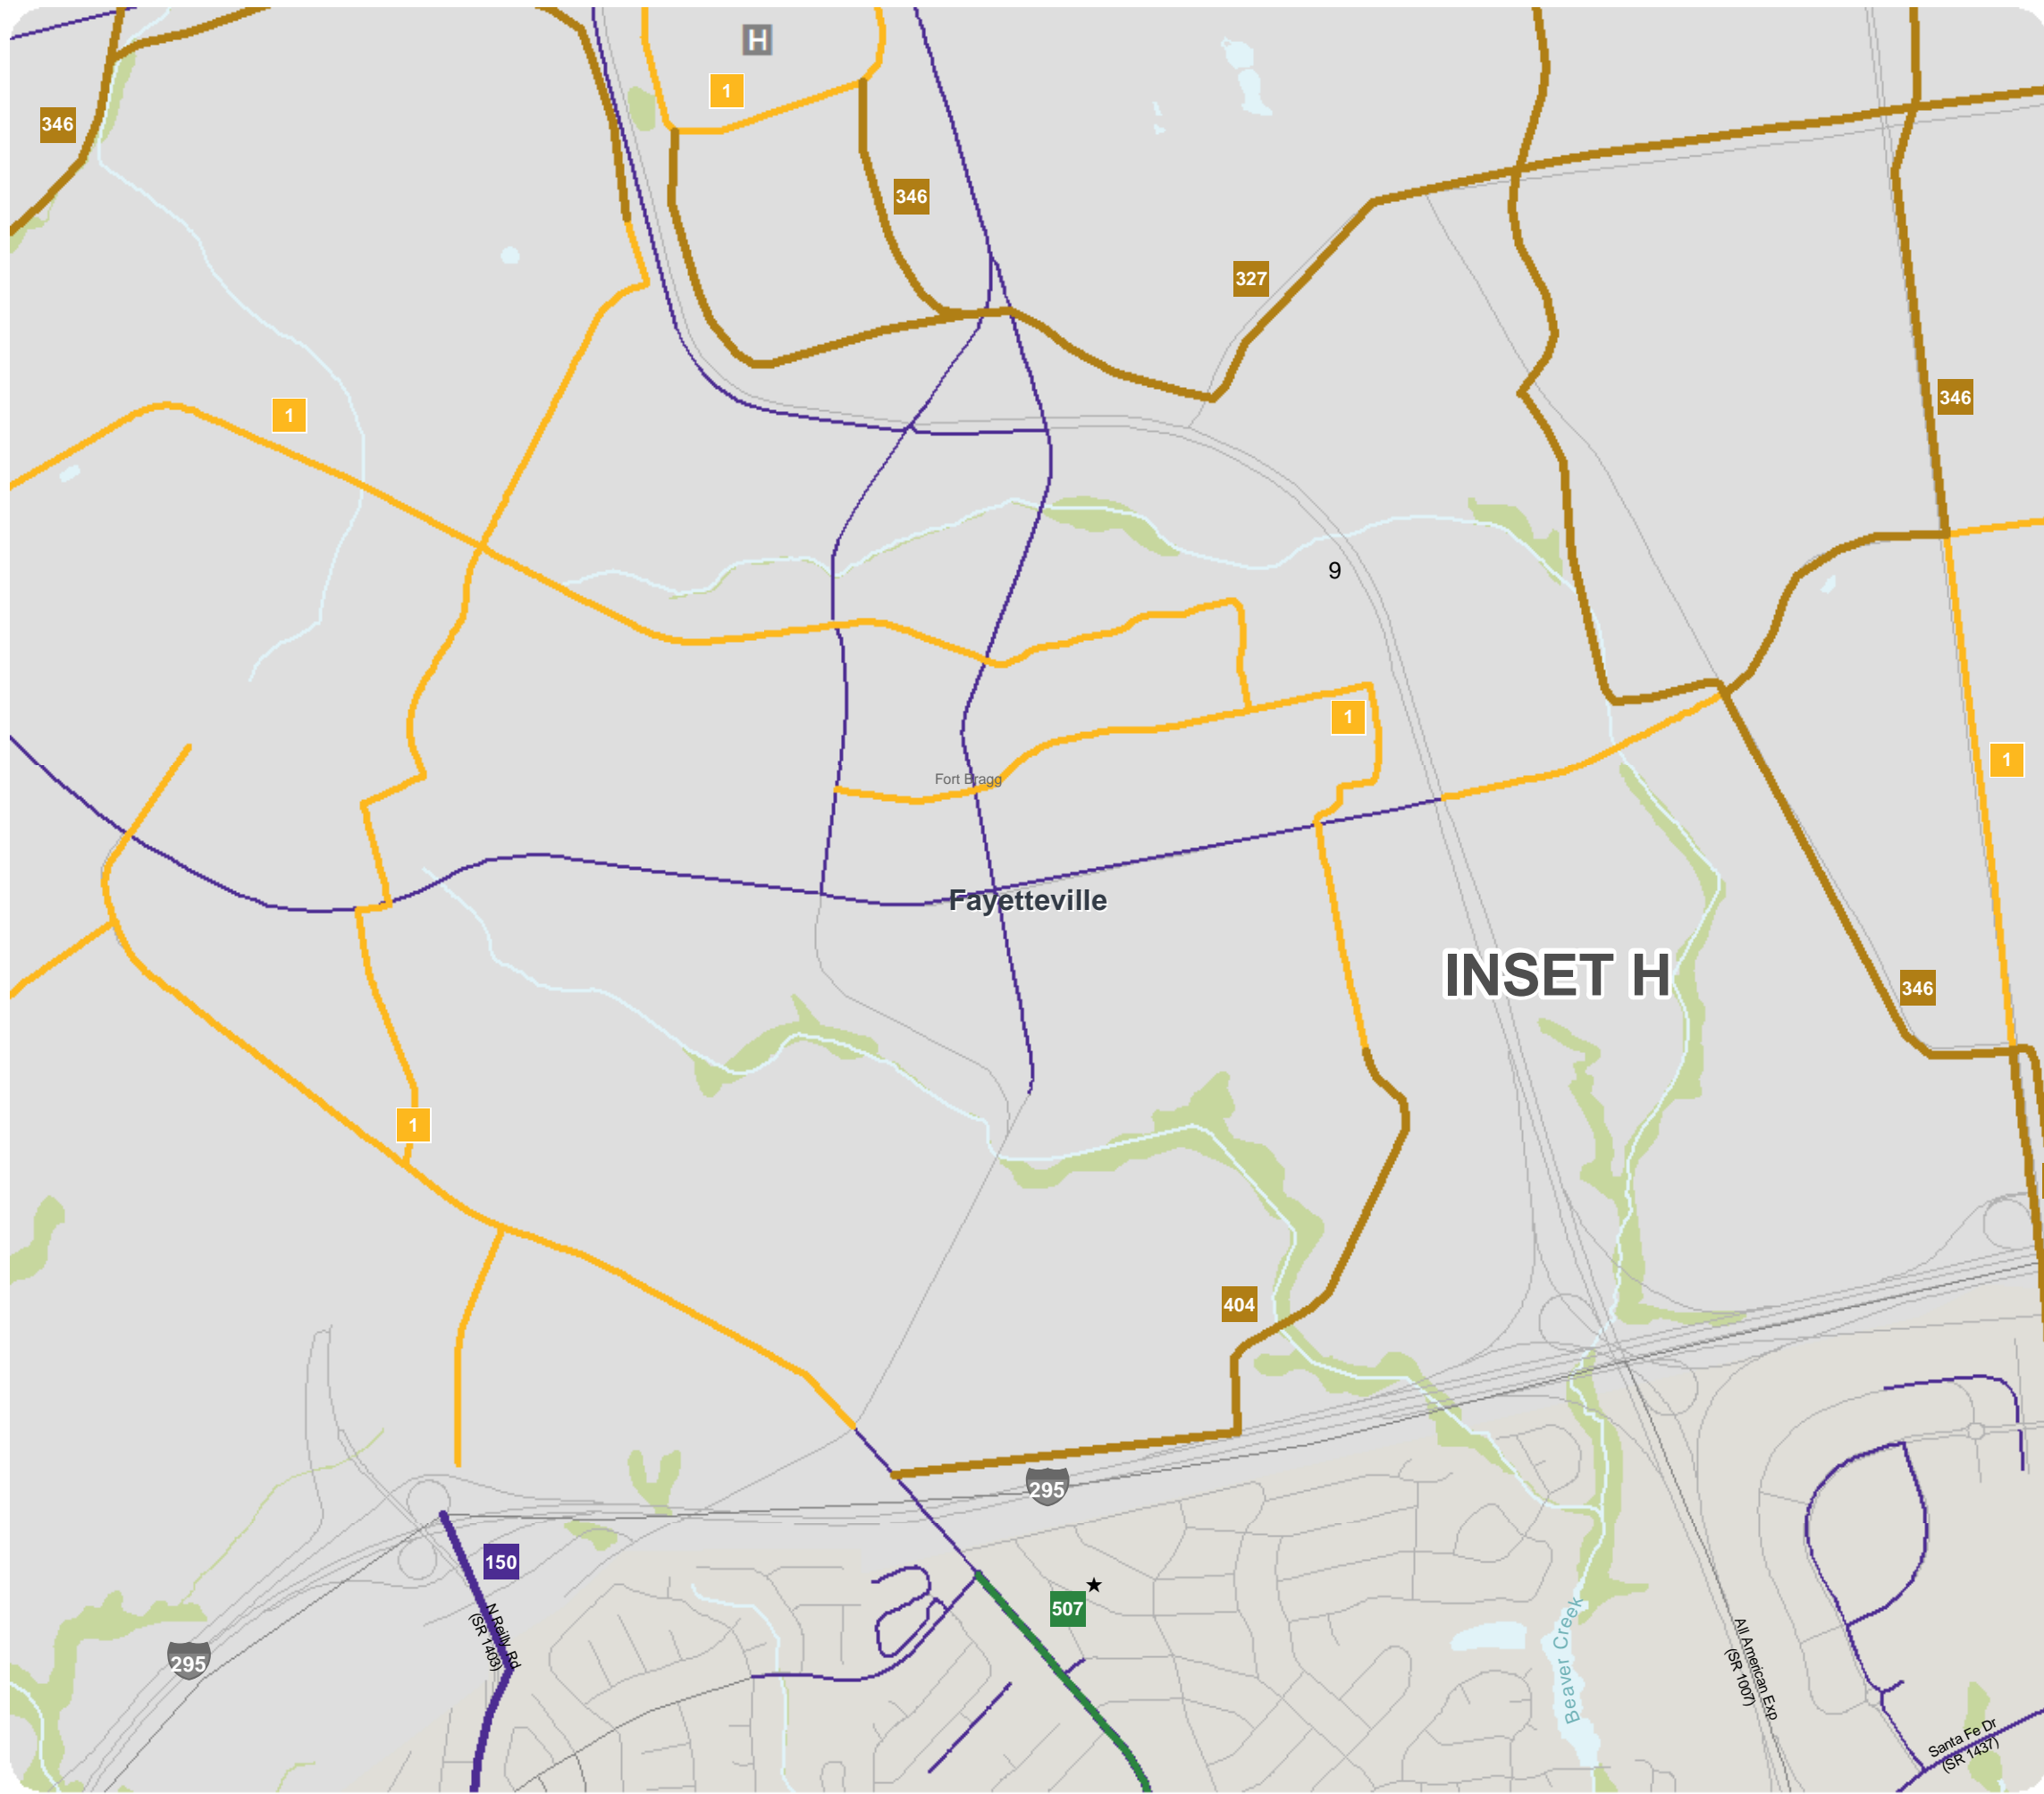 H
1
346
346
327
1
346
9
1
1
Fort Bragg
Fayetteville
INSET H
346
1
404
295
150
N Reilly Rd
(SR 1403)
507
295
Beaver Creek
All American Exp
(SR 1007)
Santa Fe Dr
(SR 1437)